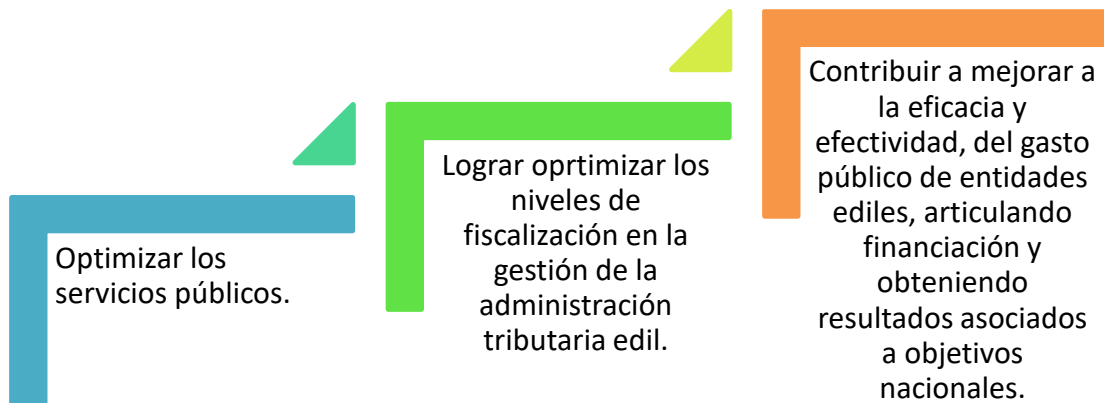 Optimizar los
servicios públicos.
Lograr oprtimizar los
niveles de
fiscalización en la
gestión de la
administración
tributaria edil.
Contribuir a mejorar a
la eficacia y
efectividad, del gasto
público de entidades
ediles, articulando
financiación y
obteniendo
resultados asociados
a objetivos
nacionales.